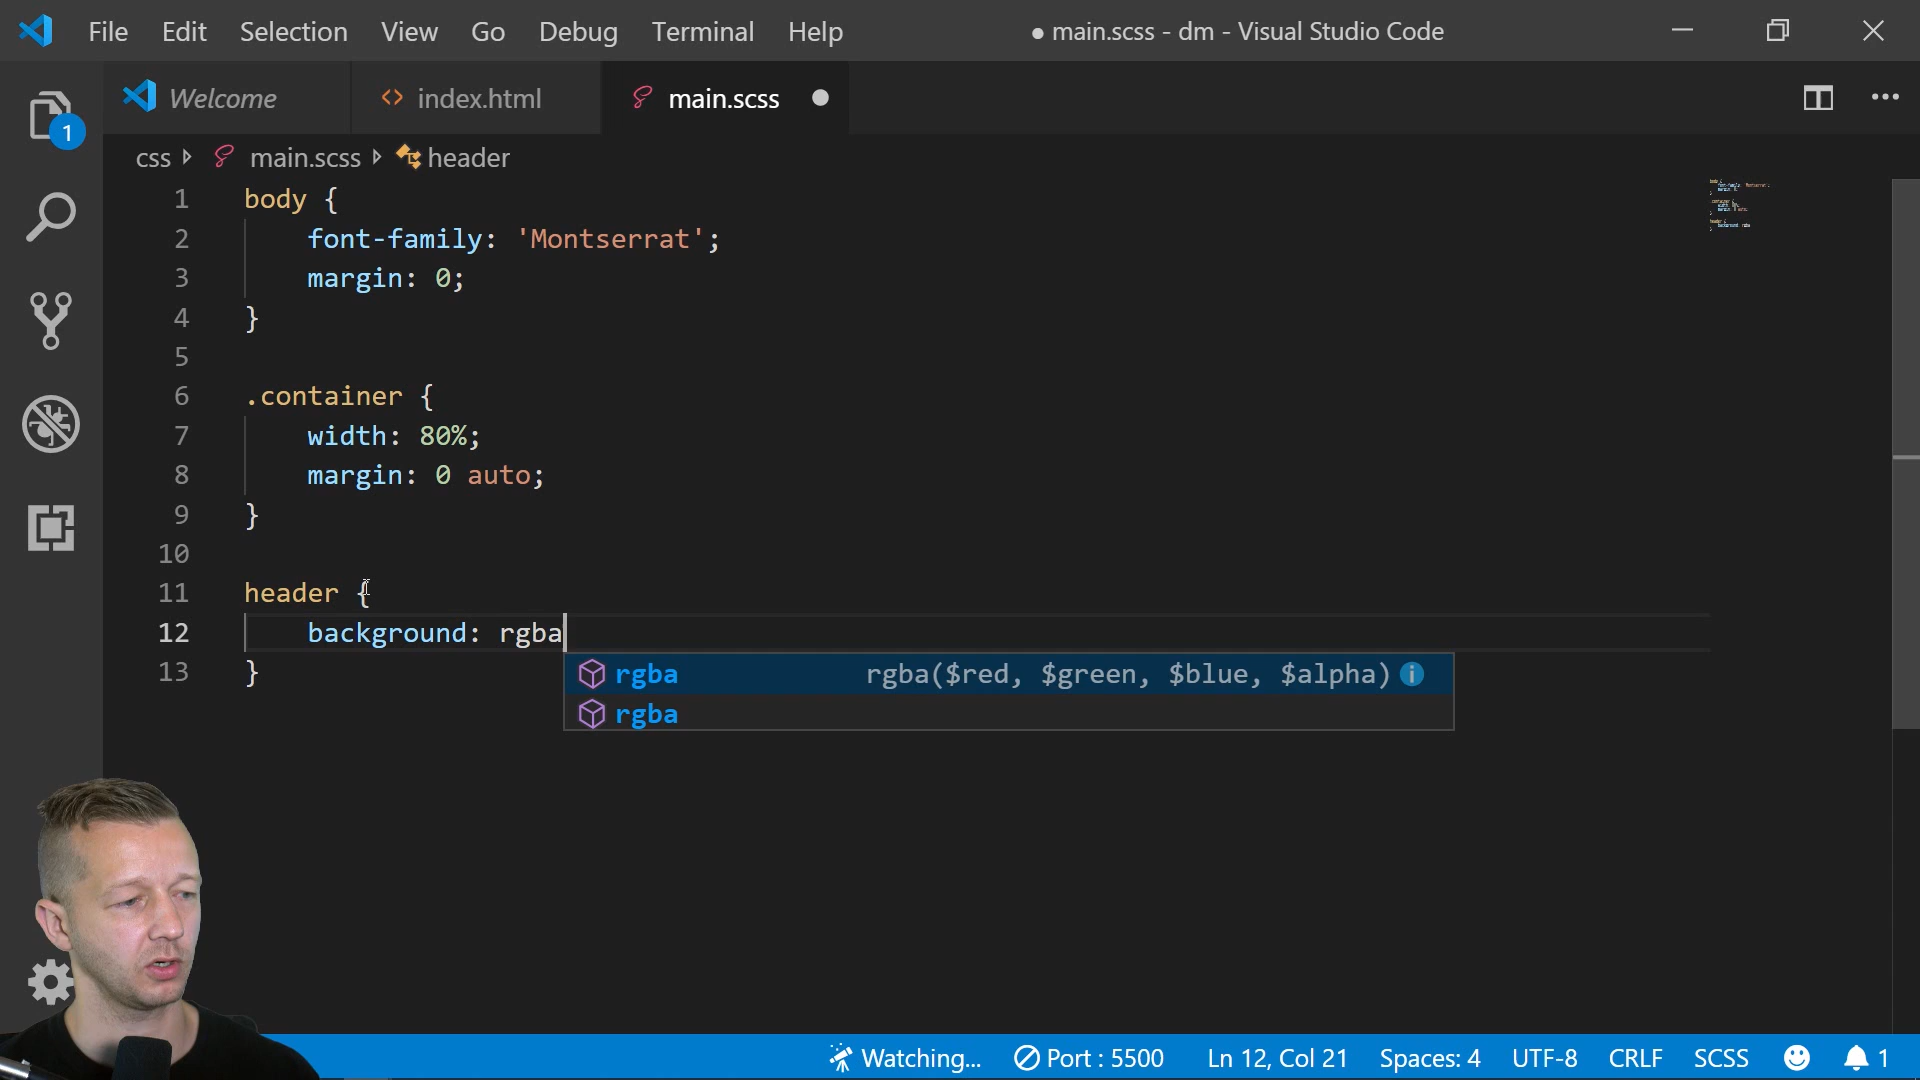 File Edit Selection View Go Debug Terminal Help ● main.scss - dm - Visual Studio Code
1
Welcome <> index.html main.scss ●
css main.scss header
1 body {
2 font-family: 'Montserrat';
3 margin: 0;
4 }
5
6 .container {
7 width: 80%;
8 margin: 0 auto;
9 }
10
11 header {
12 background: rgba
13 }
rgba rgba($red, $green, $blue, $alpha)
rgba
Watching... Port : 5500 Ln 12, Col 21 Spaces: 4 UTF-8 CRLF SCSS 1